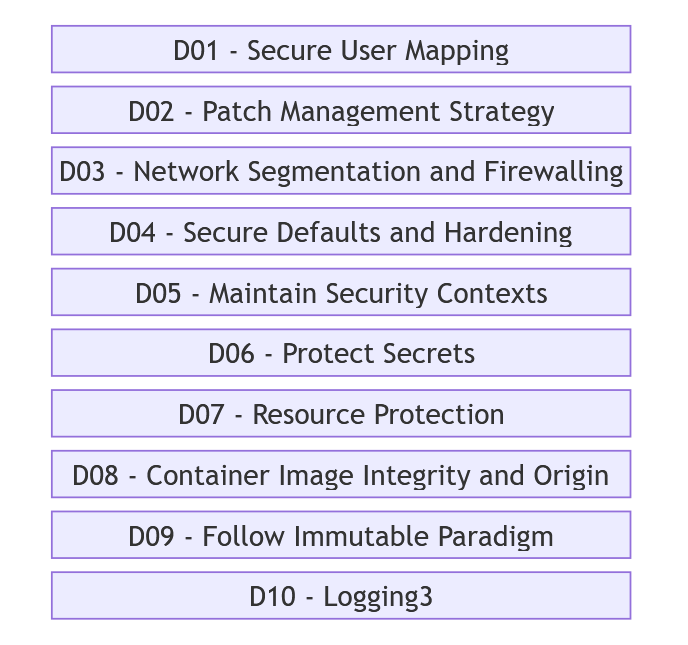 D01 - Secure User Mapping
D02 - Patch Management Strategy
D03 - Network Segmentation and Firewalling
D04 - Secure Defaults and Hardening
D05 - Maintain Security Contexts
D06 - Protect Secrets
D07 - Resource Protection
D08 - Container Image Integrity and Origin
D09 - Follow Immutable Paradigm
D10 - Logging3